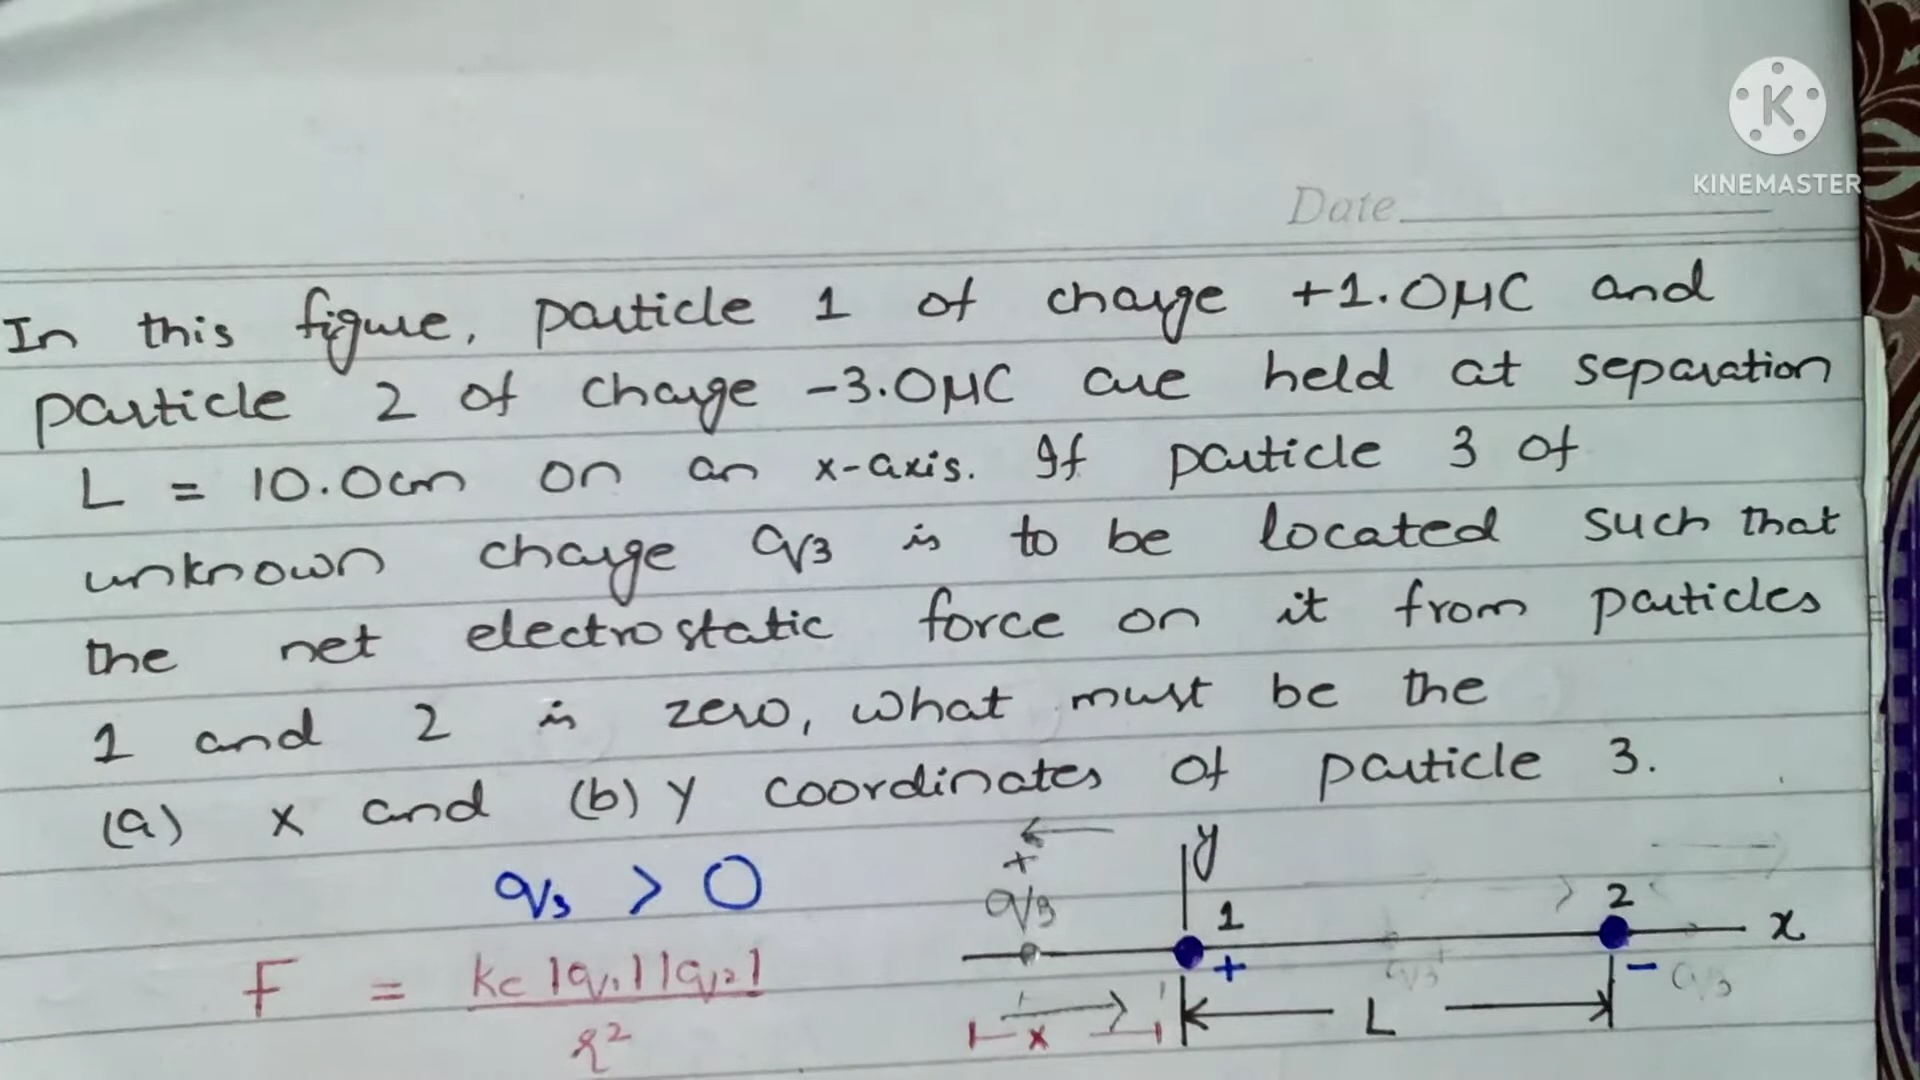 K
KINEMASTER
Date
In this figure, particle 1 of charge +1.0μC and
particle 2 of charge -3.0μC are held at separation
L = 10.0cm on an x-axis. If particle 3 of
unknown charge q3 is to be located such that
the net electrostatic force on it from particles
1 and 2 is zero, what must be the
(a) x and (b) y coordinates of particle 3.
q3 > 0
F = ke |q1| |q2| / r2
y
+
q3
1
2
x
+
-
q3
q3
x
L